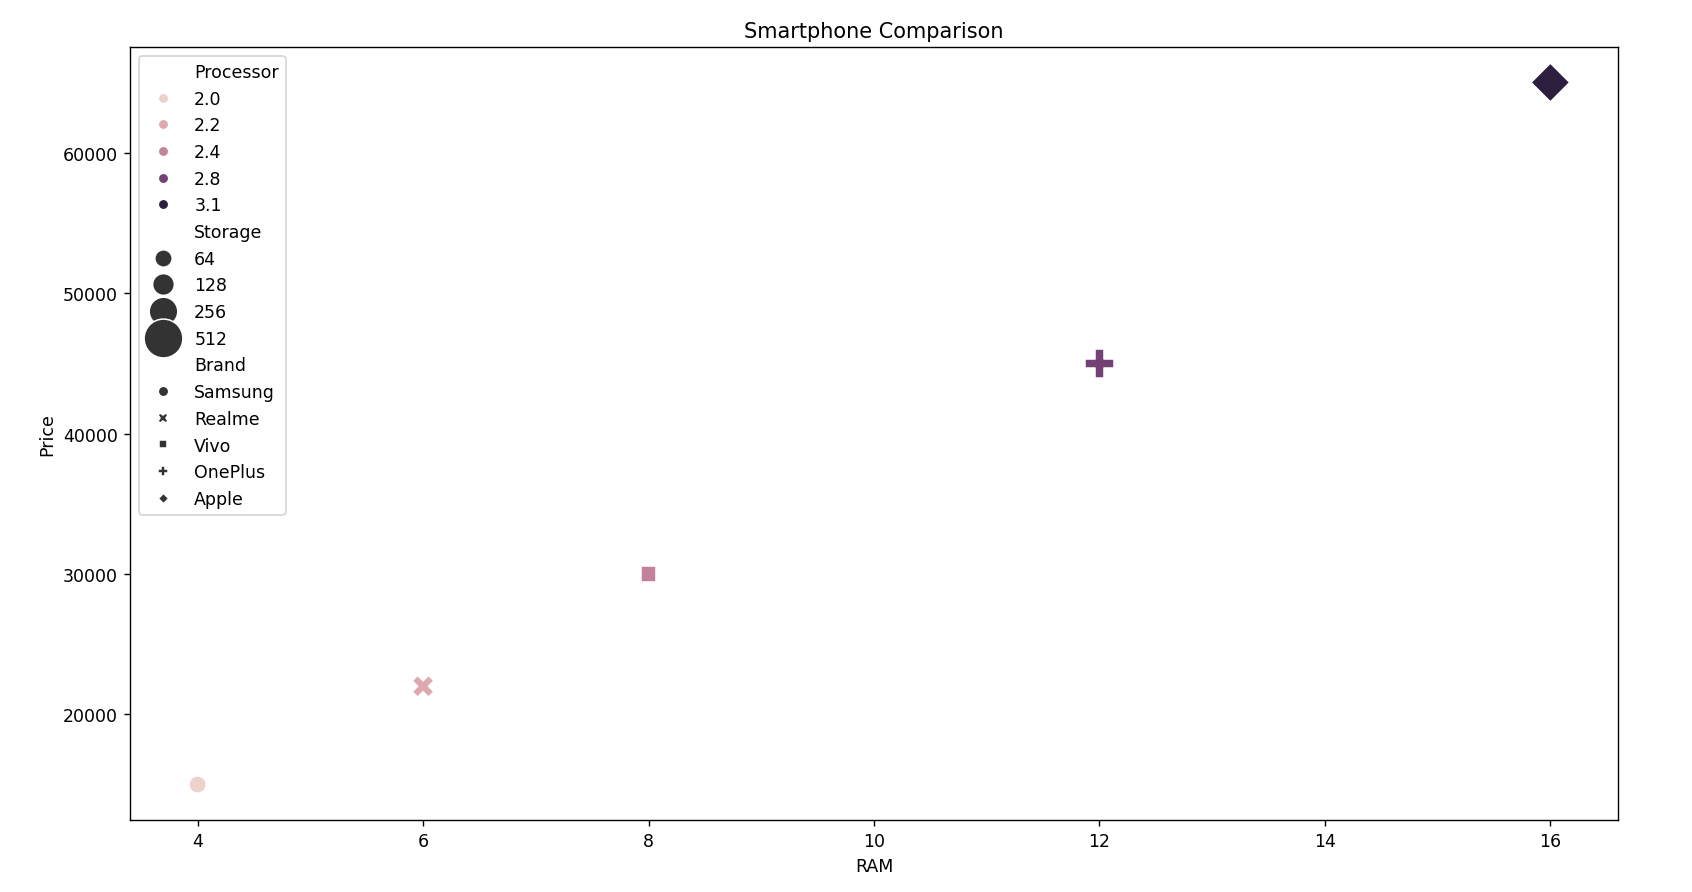 Smartphone Comparison
Processor
2.0
2.2
2.4
2.8
3.1
Storage
64
128
256
512
Brand
Samsung
Realme
Vivo
OnePlus
Apple
Price
60000
50000
40000
30000
20000
4 6 8 10 12 14 16
RAM